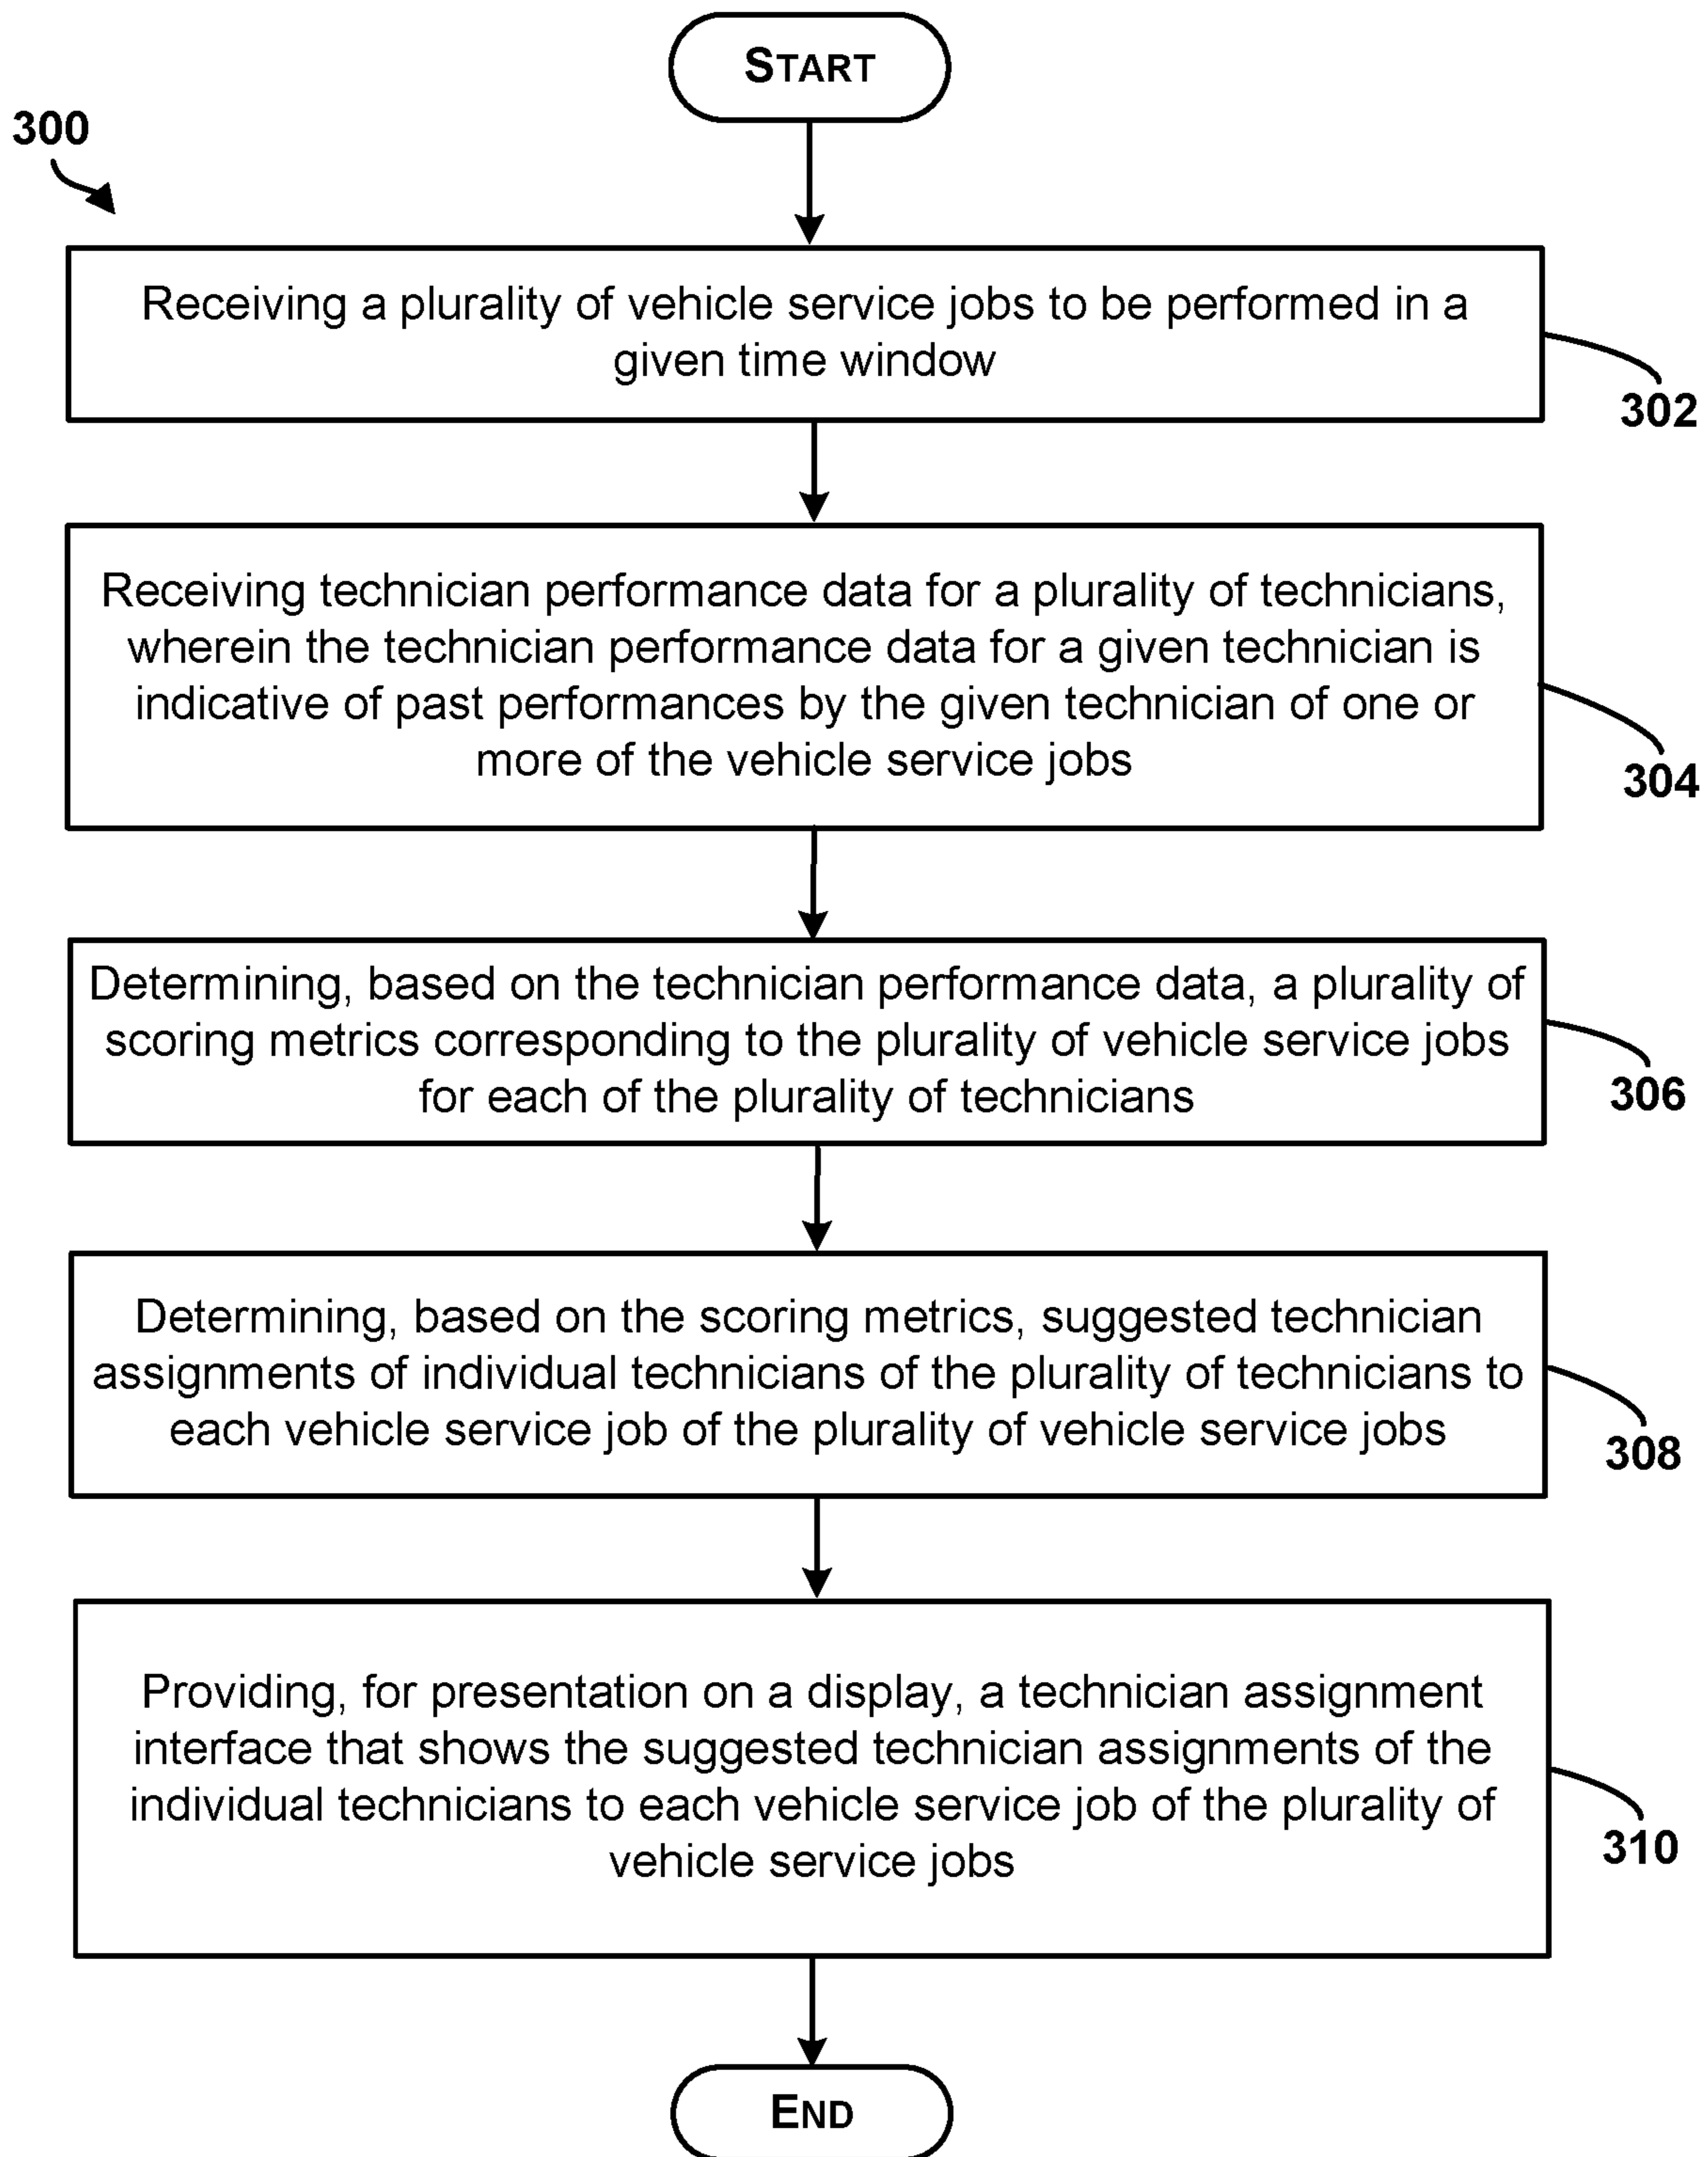 START
300
Receiving a plurality of vehicle service jobs to be performed in a
given time window
302
Receiving technician performance data for a plurality of technicians,
wherein the technician performance data for a given technician is
indicative of past performances by the given technician of one or
more of the vehicle service jobs
304
Determining, based on the technician performance data, a plurality of
scoring metrics corresponding to the plurality of vehicle service jobs
for each of the plurality of technicians
306
Determining, based on the scoring metrics, suggested technician
assignments of individual technicians of the plurality of technicians to
each vehicle service job of the plurality of vehicle service jobs
308
Providing, for presentation on a display, a technician assignment
interface that shows the suggested technician assignments of the
individual technicians to each vehicle service job of the plurality of
vehicle service jobs
310
END